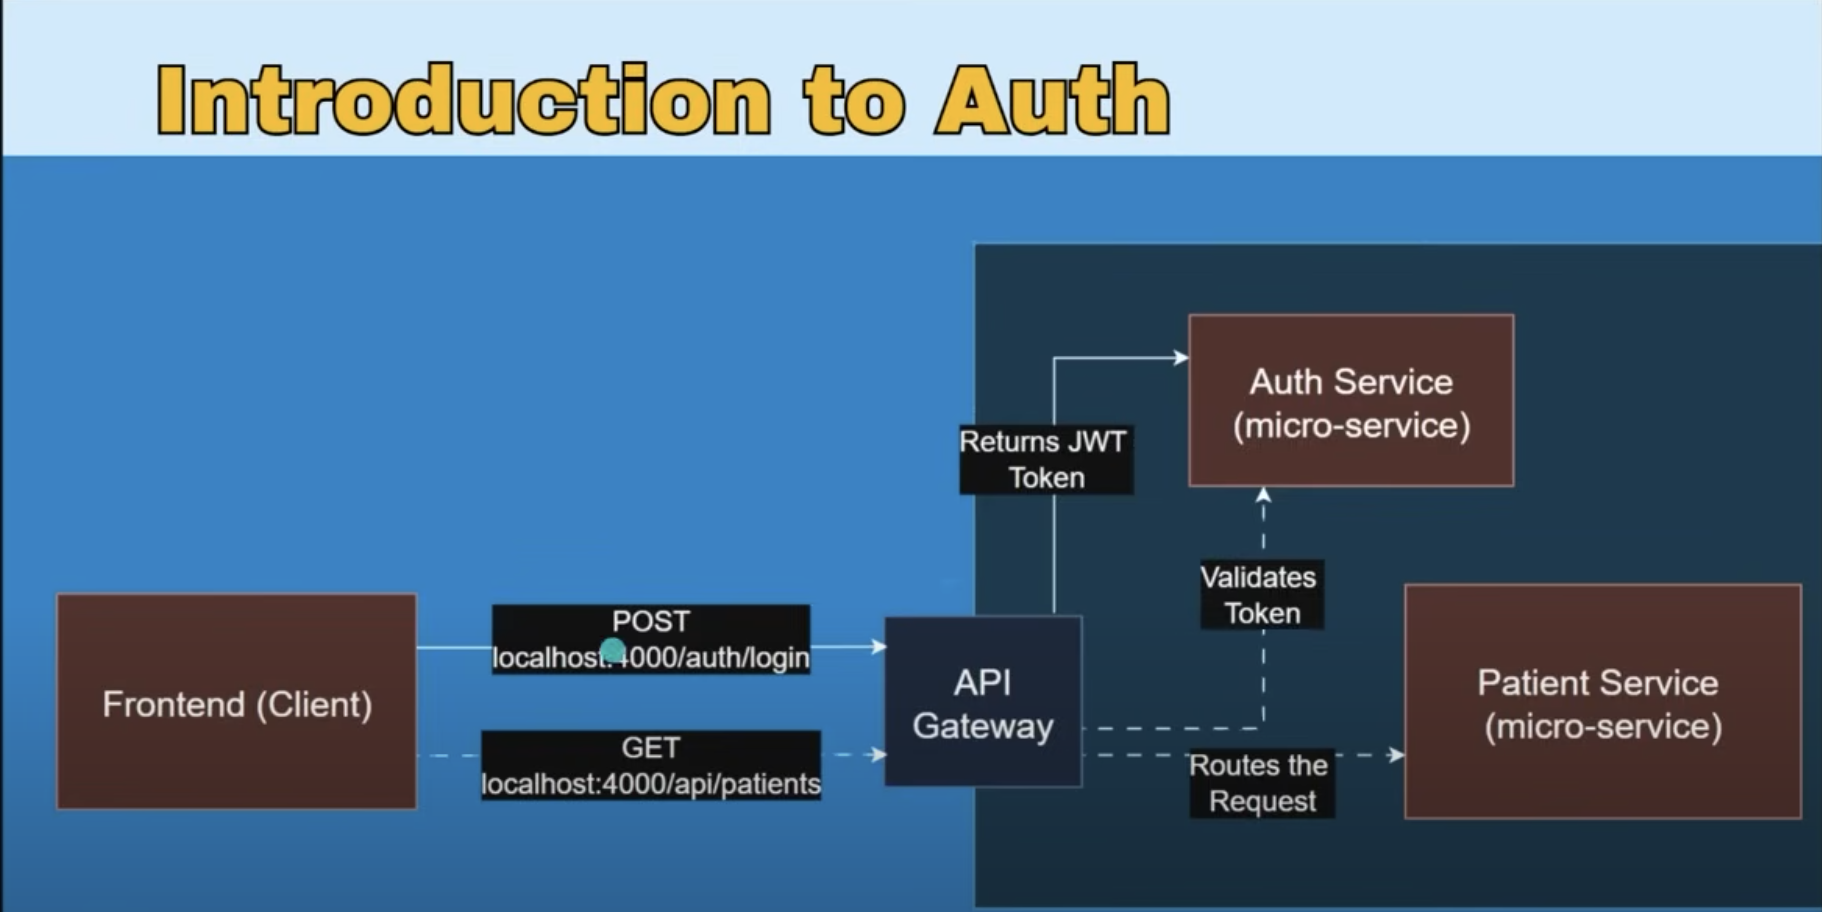 Introduction to Auth
Auth Service
(micro-service)
Returns JWT
Token
Validates
Token
POST
localhost:4000/auth/login
Frontend (Client)
API
Gateway
Patient Service
(micro-service)
GET
localhost:4000/api/patients
Routes the
Request